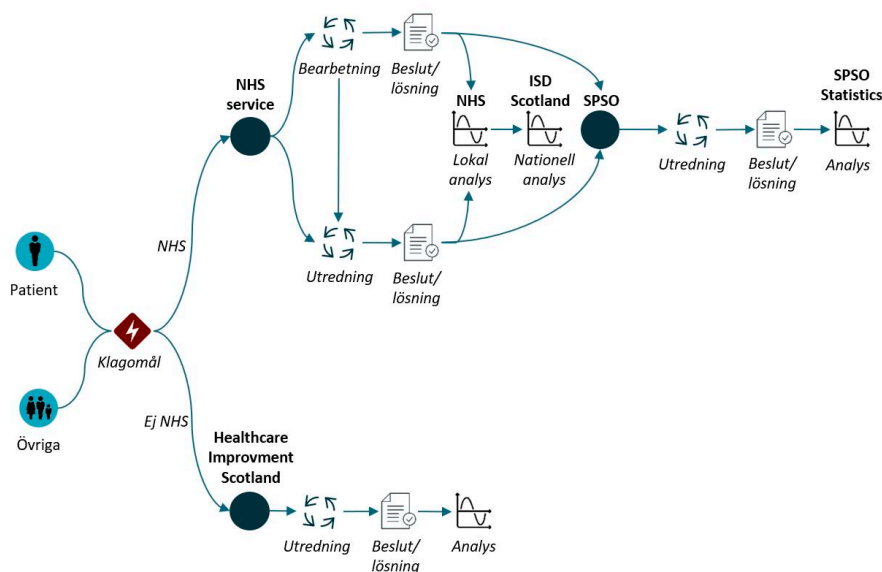 Bearbetning
Beslut/
lösning
NHS
service
NHS
Lokal
analys
ISD
Scotland
Nationell
analys
SPSO
Utredning
Beslut/
lösning
SPSO
Statistics
Analys
Utredning
Beslut/
lösning
NHS
Patient
Klagomål
Övriga
Ej NHS
Healthcare
Improvment
Scotland
Utredning
Beslut/
lösning
Analys